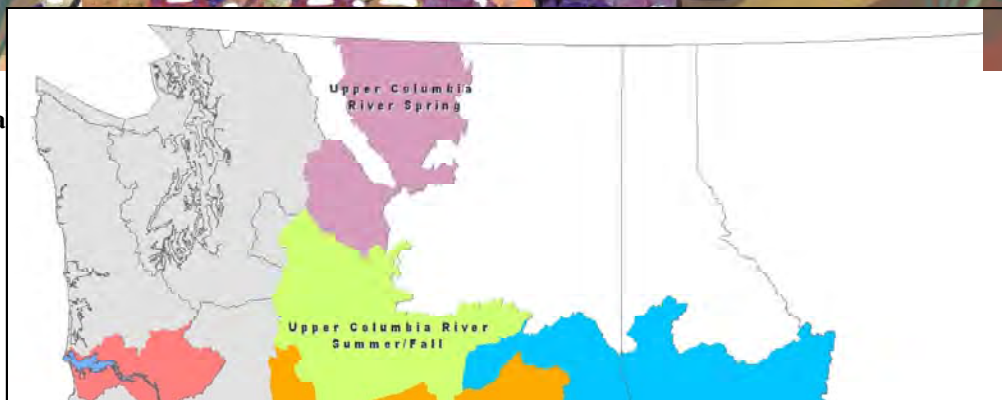 a
Upper Columbia
River Spring
Upper Columbia River
Summer/Fall